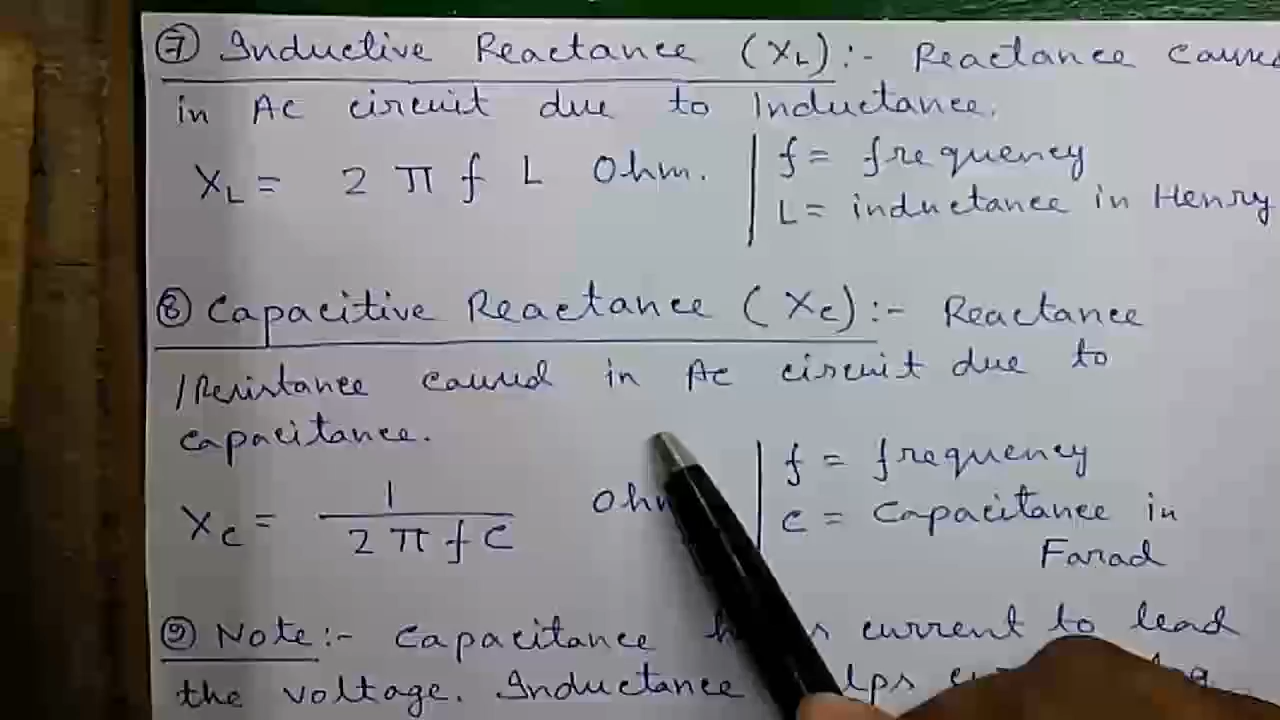 ⑦ Inductive Reactance (XL):- Reactance caused
in AC circuit due to Inductance.
XL = 2 π f L Ohm. | f = frequency
L = inductance in Henry
⑧ Capacitive Reactance (Xc):- Reactance
/Resistance caused in AC circuit due to
capacitance.
Xc = 1 / 2 π f C Ohm | f = frequency
C = Capacitance in
Farad
⑨ Note:- Capacitance current to lead
the voltage. Inductance